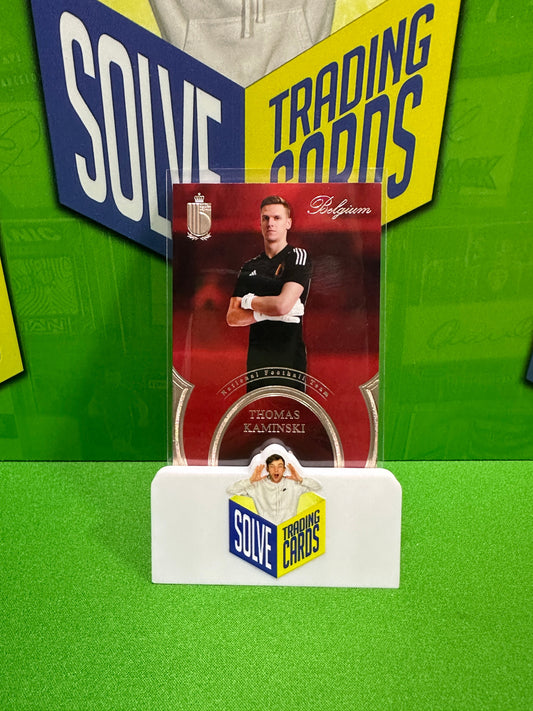 SOLVE
TRADING
CARDS
Belgium
National Football Team
THOMAS
KAMINSKI
SOLVE
TRADING
CARDS